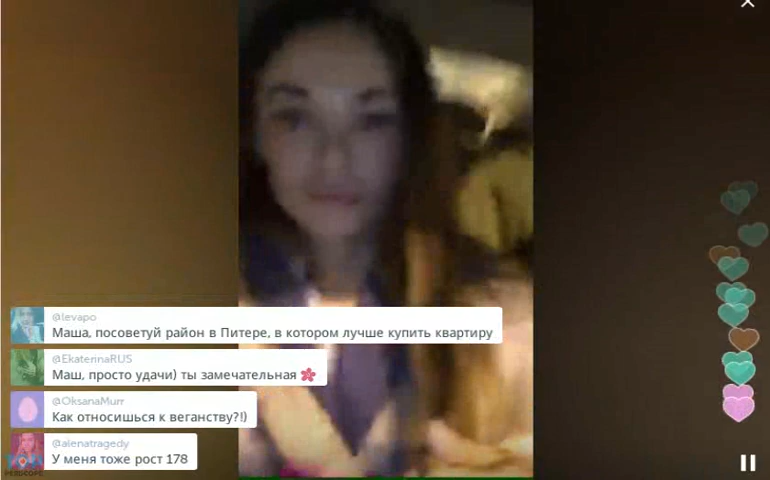 @levapo
Маша, посоветуй район в Питере, в котором лучше купить квартиру
@EkaterinaRUS
Маш, просто удачи) ты замечательная
@OksanaMurr
Как относишься к веганству?!)
@alenatragedy
У меня тоже рост 178